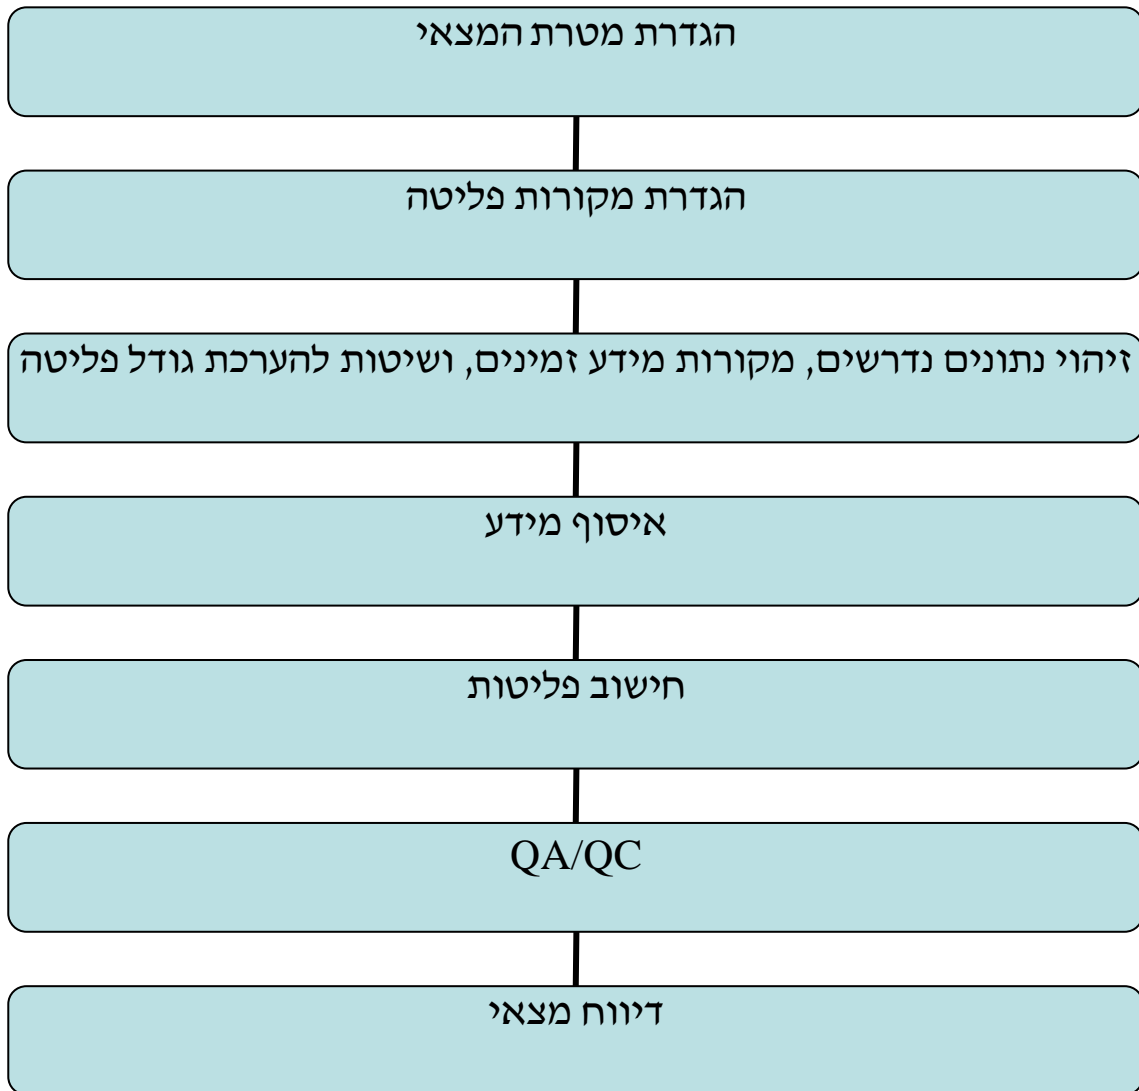 הגדרת מטרת המצאי
הגדרת מקורות פליטה
זיהוי נתונים נדרשים, מקורות מידע זמינים, ושיטות להערכת גודל פליטה
איסוף מידע
חישוב פליטות
QA/QC
דיווח מצאי